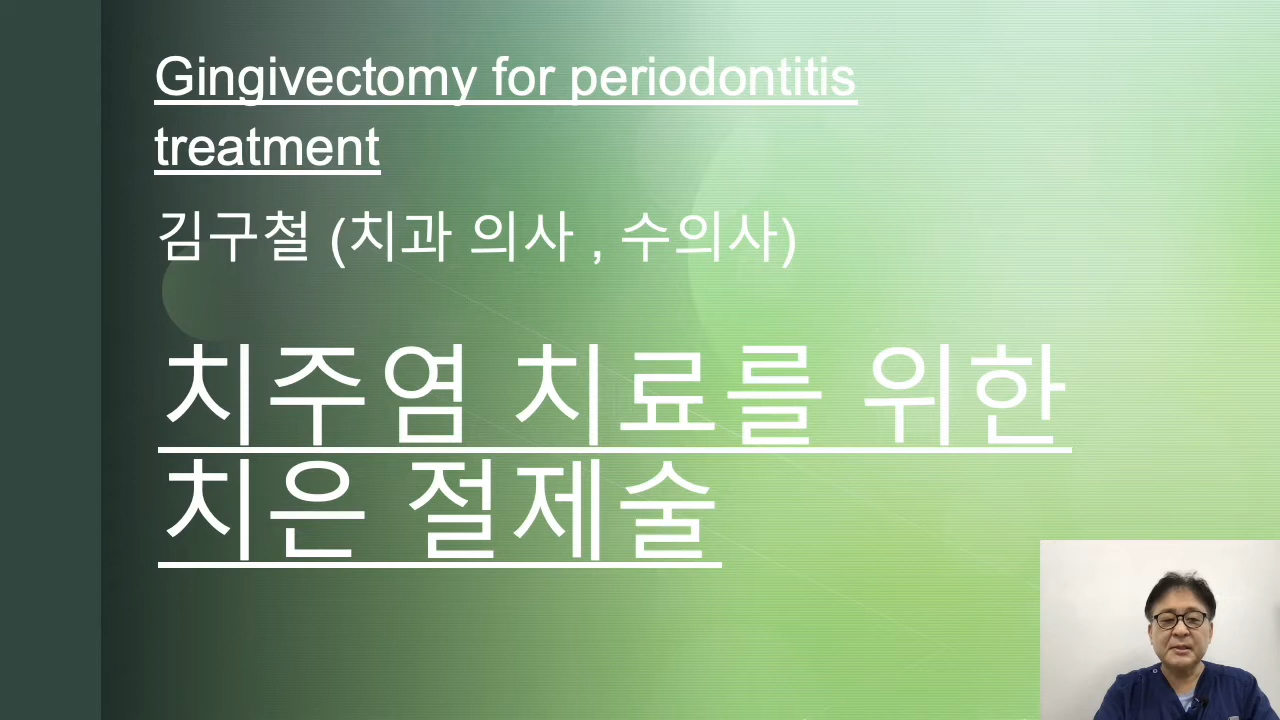 Gingivectomy for periodontitis
treatment
김구철 (치과 의사 , 수의사)
치주염 치료를 위한
치은 절제술